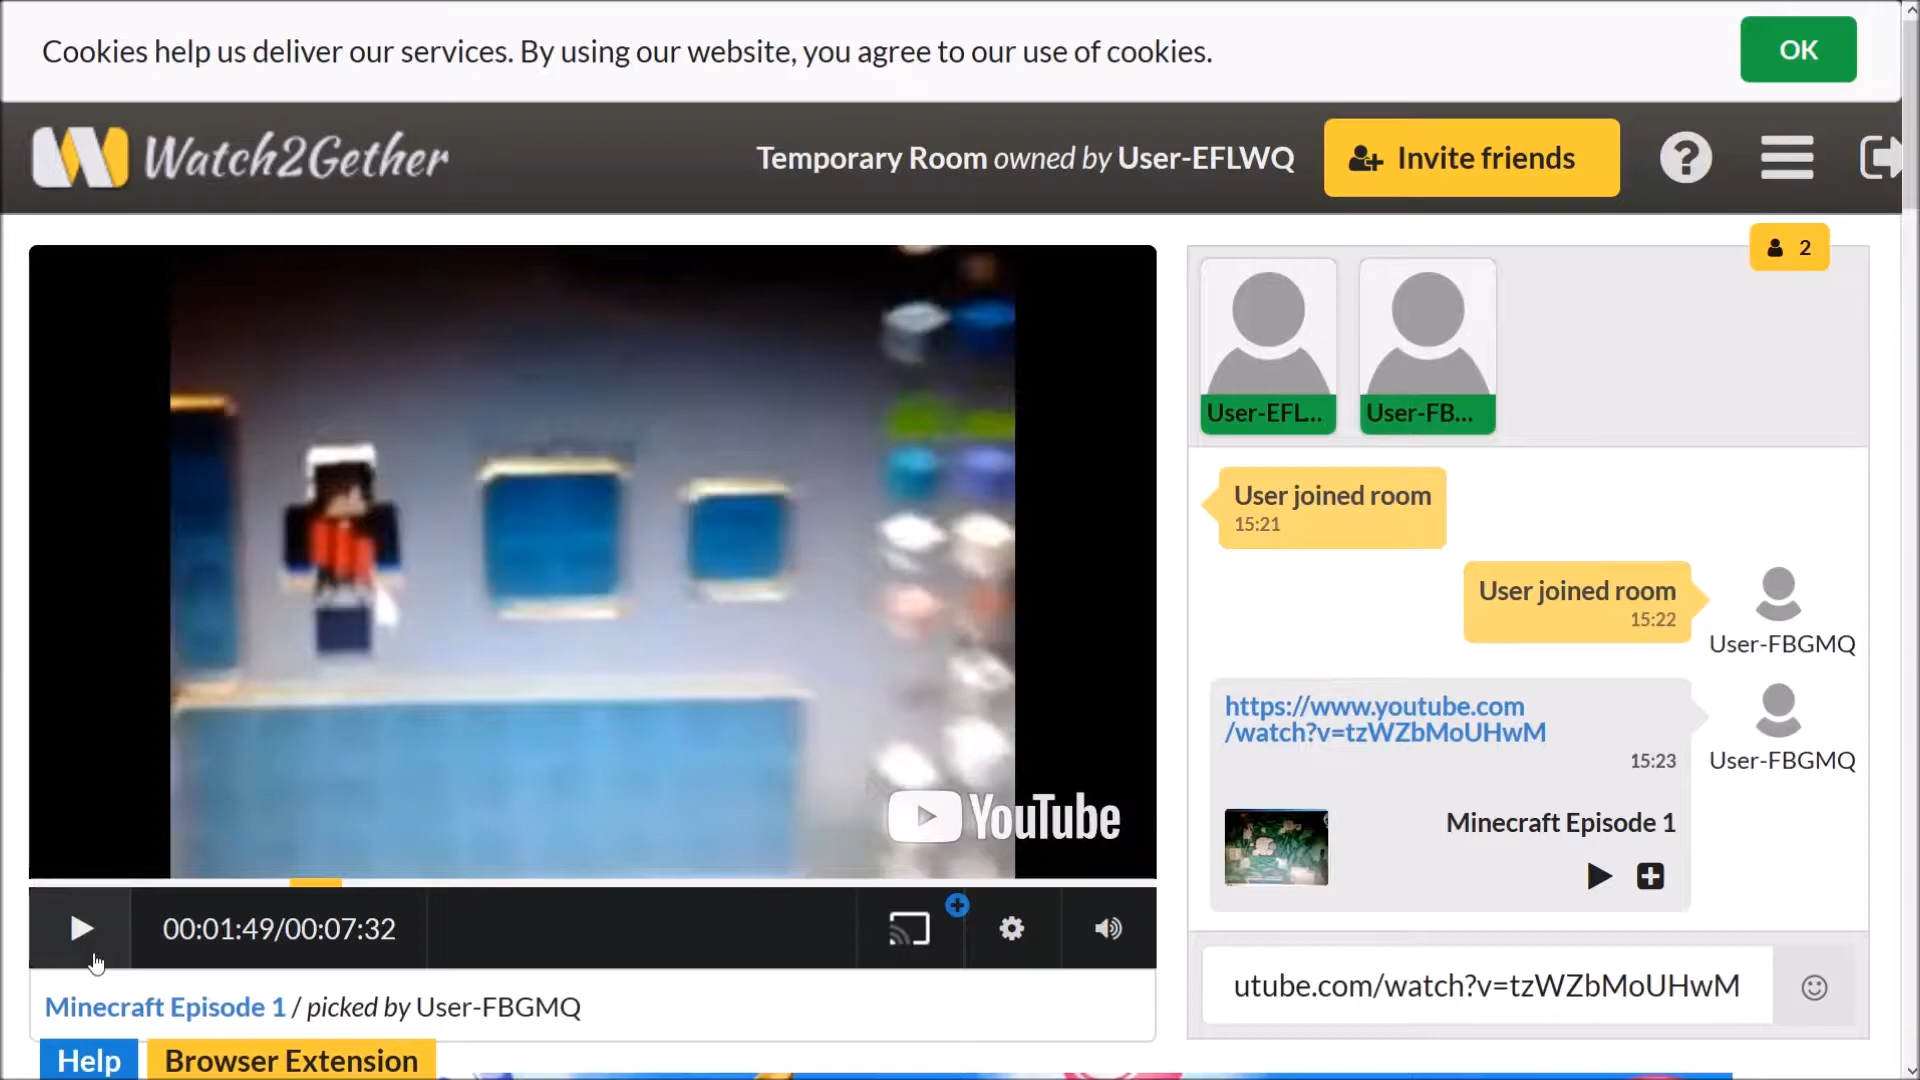 Cookies help us deliver our services. By using our website, you agree to our use of cookies.
OK
Watch2Gether
Temporary Room owned by User-EFLWQ
Invite friends
?
2
User-EFL...
User-FB...
User joined room
15:21
User joined room
15:22
User-FBGMQ
https://www.youtube.com
/watch?v=tzWZbMoUHwM
15:23
User-FBGMQ
Minecraft Episode 1
YouTube
00:01:49/00:07:32
utube.com/watch?v=tzWZbMoUHwM
Minecraft Episode 1 / picked by User-FBGMQ
Help
Browser Extension